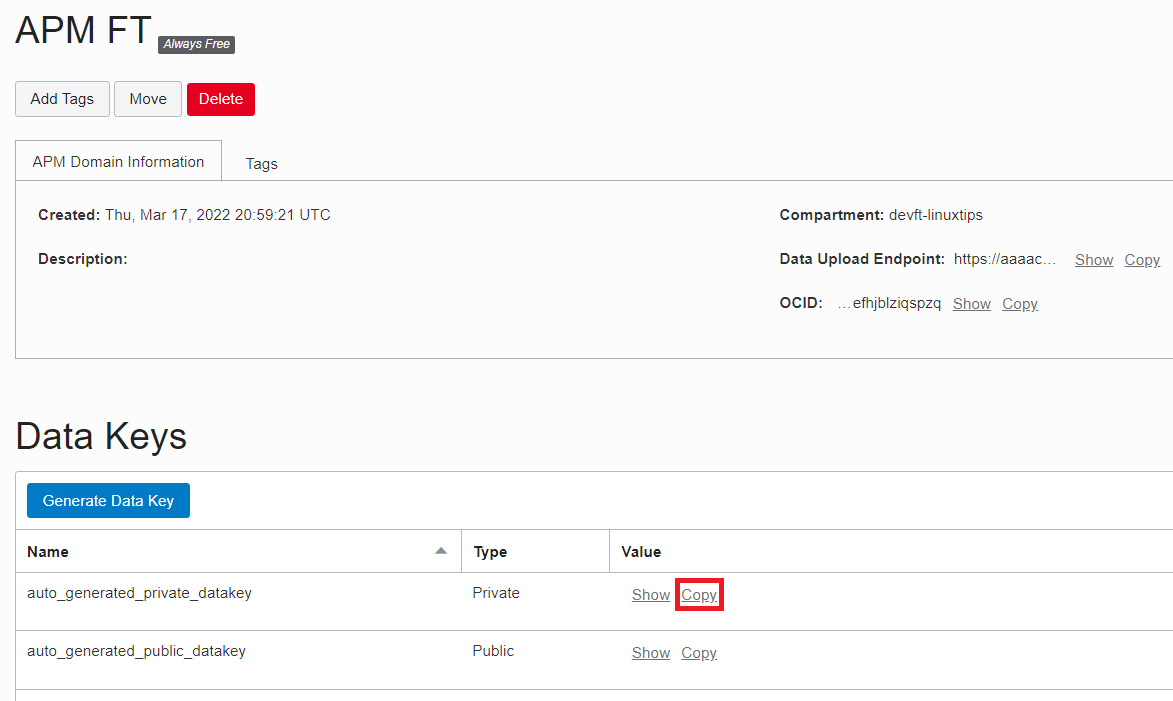 APM FT Always Free
Add Tags Move Delete
APM Domain Information Tags
Created: Thu, Mar 17, 2022 20:59:21 UTC
Compartment: devft-linuxtips
Description:
Data Upload Endpoint: https://aaaac... Show Copy
OCID: ...efhjblziqspzq Show Copy
Data Keys
Generate Data Key
Name Type Value
auto_generated_private_datakey Private Show Copy
auto_generated_public_datakey Public Show Copy